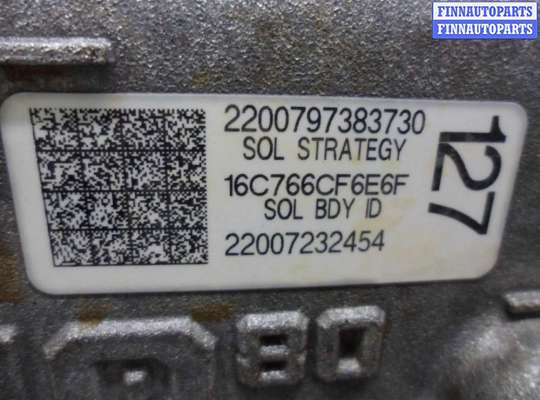 FINNAUTOPARTS
FINNAUTOPARTS
2200797383730
SOL STRATEGY
16C766CF6E6F
SOL BDY ID
22007232454
127
80